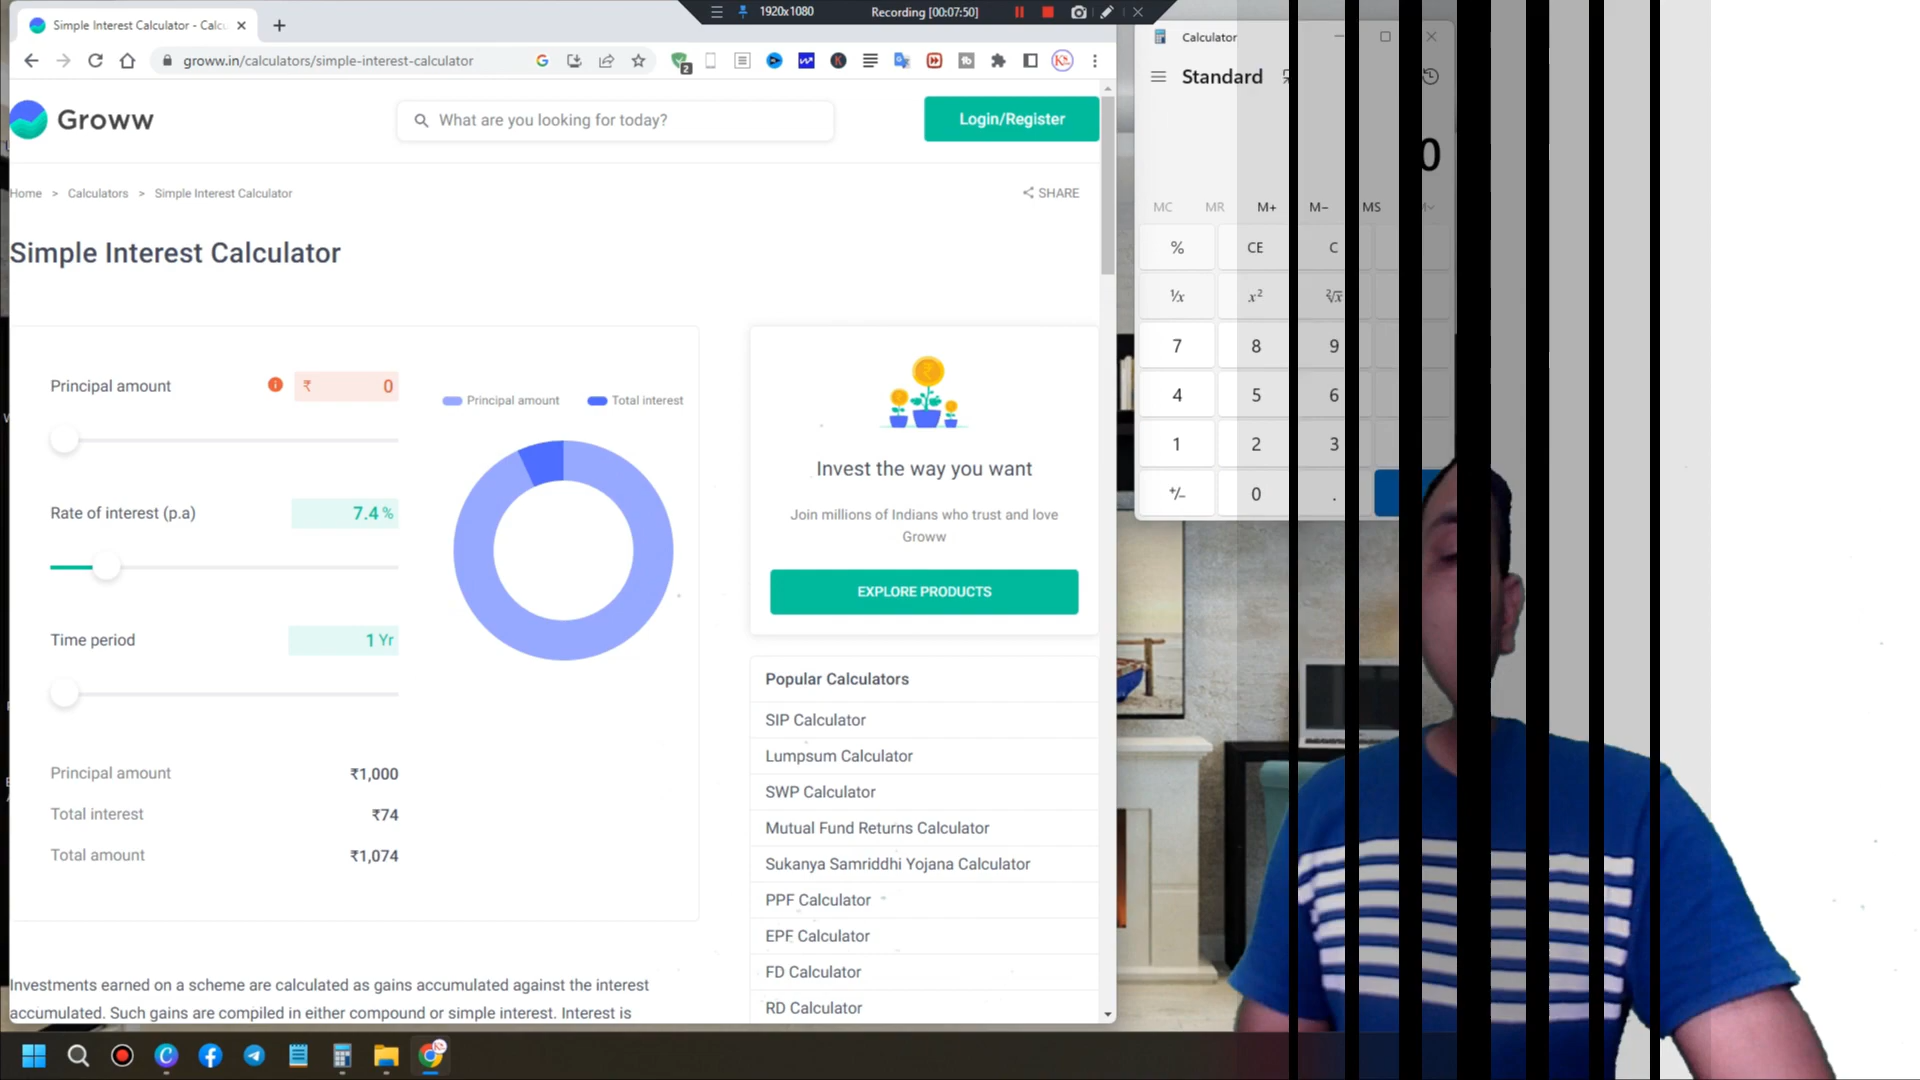 1920x1080
Recording [00:07:50]
Simple Interest Calculator - Calc
groww.in/calculators/simple-interest-calculator
2
Groww
What are you looking for today?
Login/Register
Home > Calculators > Simple Interest Calculator
SHARE
Simple Interest Calculator
Principal amount
₹ 0
Rate of interest (p.a)
7.4 %
Time period
1 Yr
Principal amount
Total interest
Principal amount ₹1,000
Total interest ₹74
Total amount ₹1,074
Invest the way you want
Join millions of Indians who trust and love
Groww
EXPLORE PRODUCTS
Popular Calculators
SIP Calculator
Lumpsum Calculator
SWP Calculator
Mutual Fund Returns Calculator
Sukanya Samriddhi Yojana Calculator
PPF Calculator
EPF Calculator
FD Calculator
RD Calculator
Investments earned on a scheme are calculated as gains accumulated against the interest
accumulated. Such gains are compiled in either compound or simple interest. Interest is
Calculator
Standard
0
MC MR M+ M− MS
% CE C
¹/x x² ²√x
7 8 9
4 5 6
1 2 3
+/− 0 .